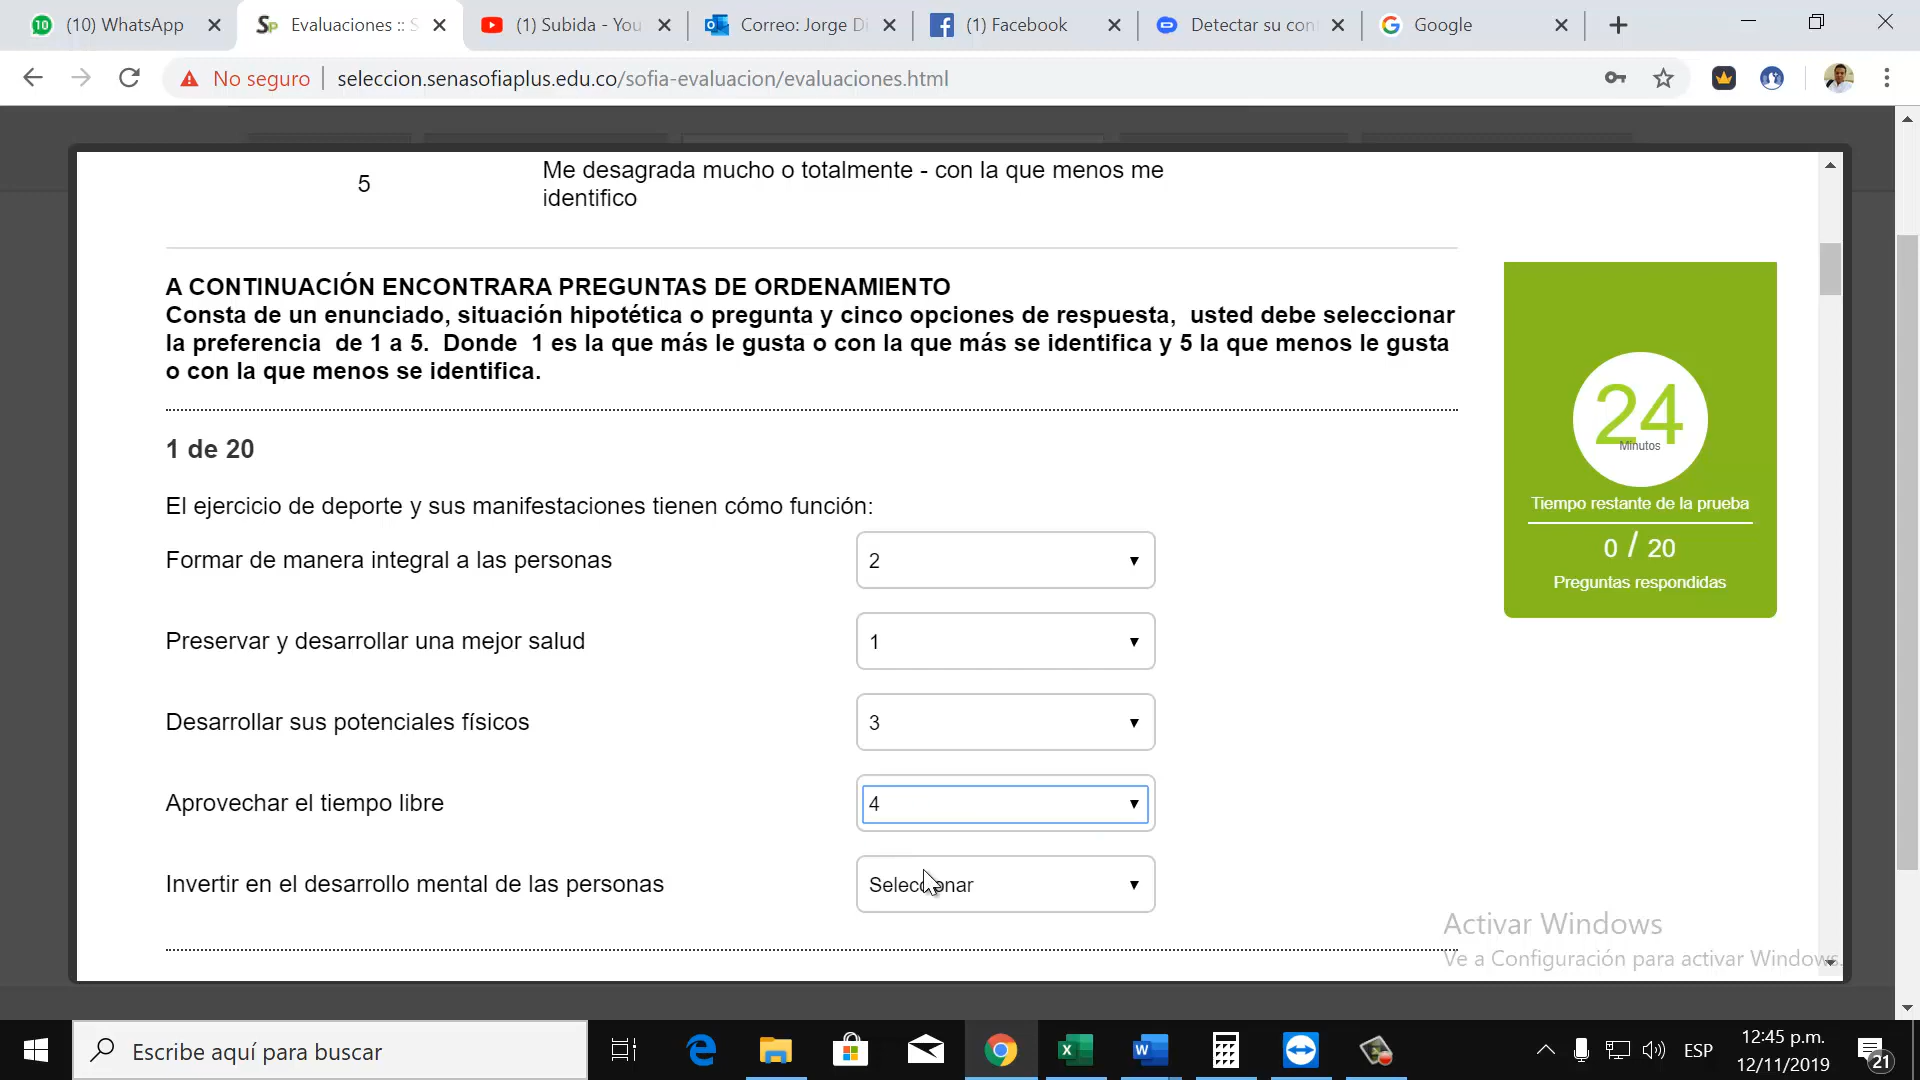 (10) WhatsApp
Evaluaciones :: S
(1) Subida - You
Correo: Jorge Di
(1) Facebook
Detectar su con
Google
No seguro
seleccion.senasofiaplus.edu.co/sofia-evaluacion/evaluaciones.html
5
Me desagrada mucho o totalmente - con la que menos me
identifico
A CONTINUACIÓN ENCONTRARA PREGUNTAS DE ORDENAMIENTO
Consta de un enunciado, situación hipotética o pregunta y cinco opciones de respuesta, usted debe seleccionar
la preferencia de 1 a 5. Donde 1 es la que más le gusta o con la que más se identifica y 5 la que menos le gusta
o con la que menos se identifica.
24
Minutos
Tiempo restante de la prueba
0 / 20
Preguntas respondidas
1 de 20
El ejercicio de deporte y sus manifestaciones tienen cómo función:
Formar de manera integral a las personas
2
Preservar y desarrollar una mejor salud
1
Desarrollar sus potenciales físicos
3
Aprovechar el tiempo libre
4
Invertir en el desarrollo mental de las personas
Seleccionar
Activar Windows
Ve a Configuración para activar Windows.
Escribe aquí para buscar
ESP
12:45 p.m.
12/11/2019
21